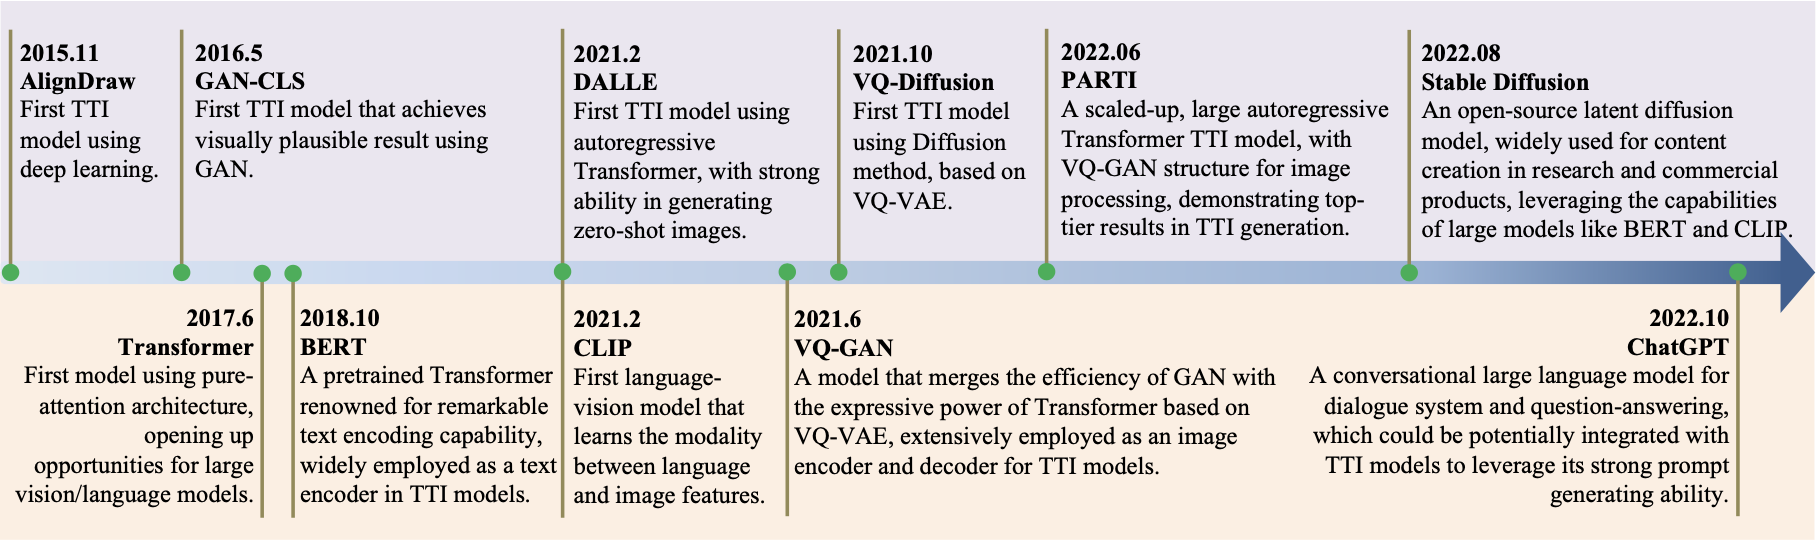 2015.11
AlignDraw
First TTI
model using
deep learning.
2016.5
GAN-CLS
First TTI model that achieves
visually plausible result using
GAN.
2021.2
DALLE
First TTI model using
autoregressive
Transformer, with strong
ability in generating
zero-shot images.
2021.10
VQ-Diffusion
First TTI model
using Diffusion
method, based on
VQ-VAE.
2022.06
PARTI
A scaled-up, large autoregressive
Transformer TTI model, with
VQ-GAN structure for image
processing, demonstrating top-
tier results in TTI generation.
2022.08
Stable Diffusion
An open-source latent diffusion
model, widely used for content
creation in research and commercial
products, leveraging the capabilities
of large models like BERT and CLIP.
2017.6
Transformer
First model using pure-
attention architecture,
opening up
opportunities for large
vision/language models.
2018.10
BERT
A pretrained Transformer
renowned for remarkable
text encoding capability,
widely employed as a text
encoder in TTI models.
2021.2
CLIP
First language-
vision model that
learns the modality
between language
and image features.
2021.6
VQ-GAN
A model that merges the efficiency of GAN with
the expressive power of Transformer based on
VQ-VAE, extensively employed as an image
encoder and decoder for TTI models.
2022.10
ChatGPT
A conversational large language model for
dialogue system and question-answering,
which could be potentially integrated with
TTI models to leverage its strong prompt
generating ability.